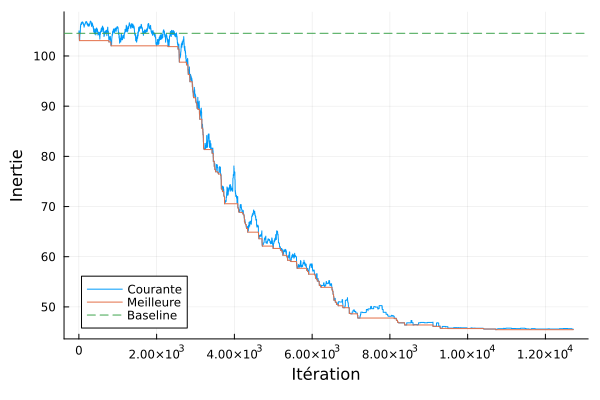 Inertie
100
90
80
70
60
50
Courante
Meilleure
Baseline
0 2.00×10³ 4.00×10³ 6.00×10³ 8.00×10³ 1.00×10⁴ 1.20×10⁴
Itération